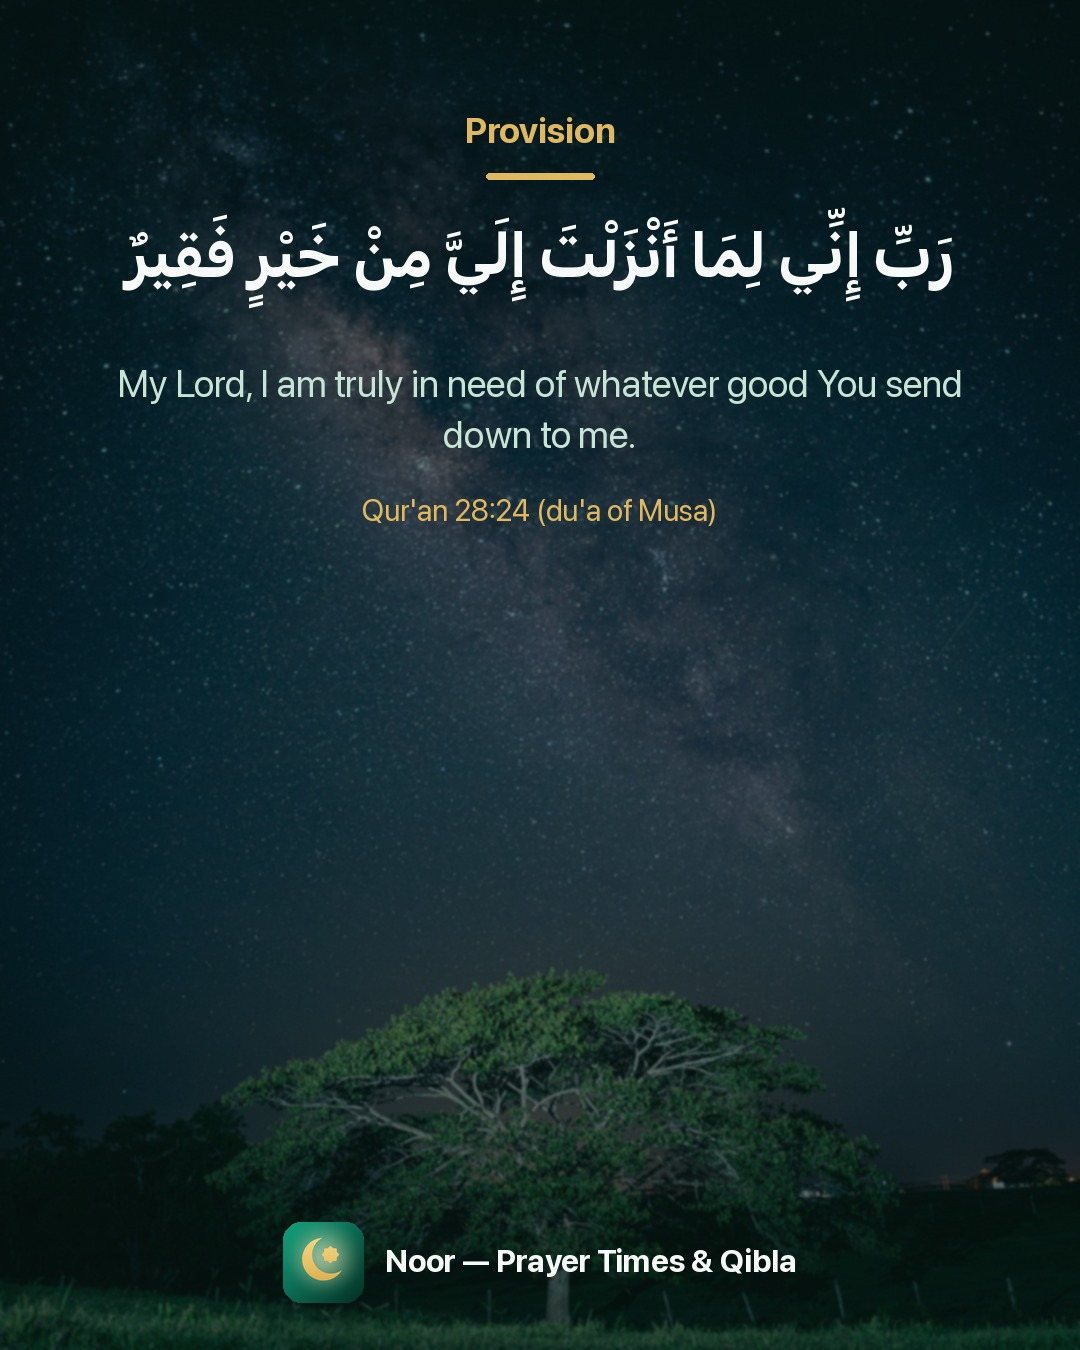 Provision
رَبِّ إِنِّي لِمَا أَنْزَلْتَ إِلَيَّ مِنْ خَيْرٍ فَقِيرٌ
My Lord, I am truly in need of whatever good You send
down to me.
Qur'an 28:24 (du'a of Musa)
Noor — Prayer Times & Qibla